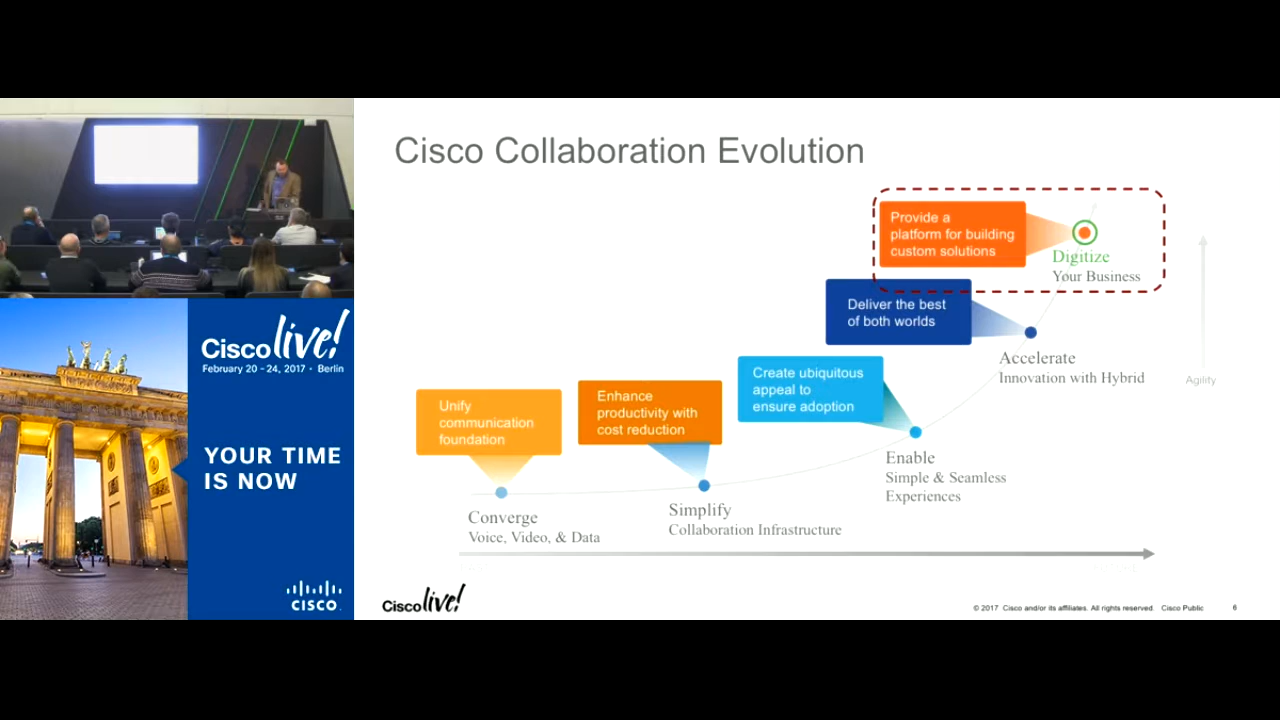 Cisco Collaboration Evolution
Provide a
platform for building
custom solutions
Digitize
Your Business
Deliver the best
of both worlds
Accelerate
Innovation with Hybrid
Agility
Create ubiquitous
appeal to
ensure adoption
Enable
Simple & Seamless
Experiences
Enhance
productivity with
cost reduction
Simplify
Collaboration Infrastructure
Unify
communication
foundation
Converge
Voice, Video, & Data
Cisco live!
© 2017 Cisco and/or its affiliates. All rights reserved. Cisco Public
6
Cisco live!
February 20 - 24, 2017 • Berlin
YOUR TIME
IS NOW
CISCO.